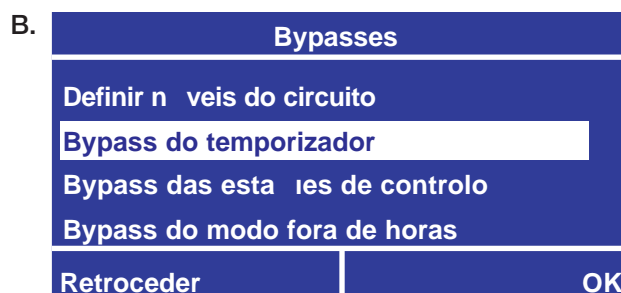 B.
Bypasses
Definir n veis do circuito
Bypass do temporizador
Bypass das esta ıes de controlo
Bypass do modo fora de horas
Retroceder OK